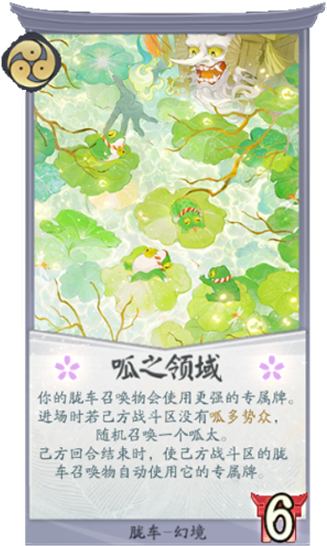 呱之领域
你的胧车召唤物会使用更强的专属牌。
进场时若己方战斗区没有呱多势众，
随机召唤一个呱太。
己方回合结束时，使己方战斗区的胧
车召唤物自动使用它的专属牌。
6
胧车-幻境